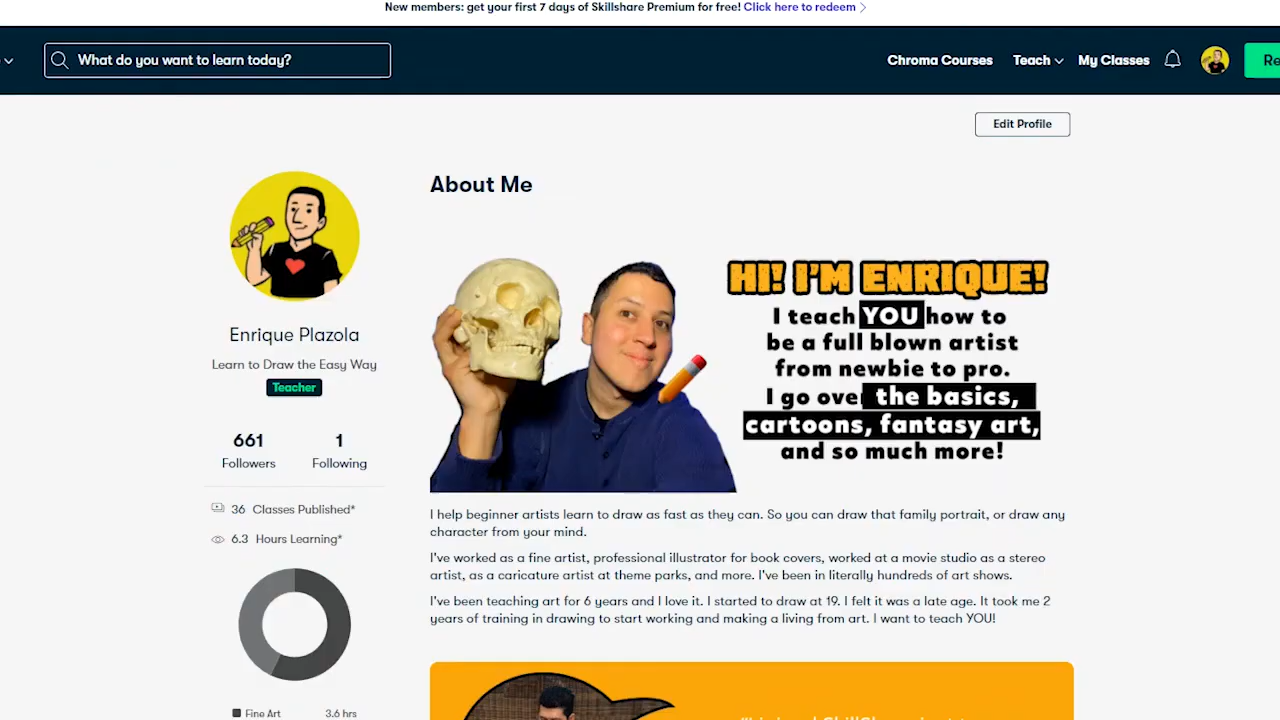 New members: get your first 7 days of Skillshare Premium for free! Click here to redeem
What do you want to learn today?
Chroma Courses
Teach
My Classes
Edit Profile
About Me
Enrique Plazola
Learn to Draw the Easy Way
Teacher
661
Followers
1
Following
36 Classes Published*
6.3 Hours Learning*
Fine Art 3.6 hrs
HI! I'M ENRIQUE!
I teach YOU how to
be a full blown artist
from newbie to pro.
I go over the basics,
cartoons, fantasy art,
and so much more!
I help beginner artists learn to draw as fast as they can. So you can draw that family portrait, or draw any
character from your mind.
I've worked as a fine artist, professional illustrator for book covers, worked at a movie studio as a stereo
artist, as a caricature artist at theme parks, and more. I've been in literally hundreds of art shows.
I've been teaching art for 6 years and I love it. I started to draw at 19. I felt it was a late age. It took me 2
years of training in drawing to start working and making a living from art. I want to teach YOU!